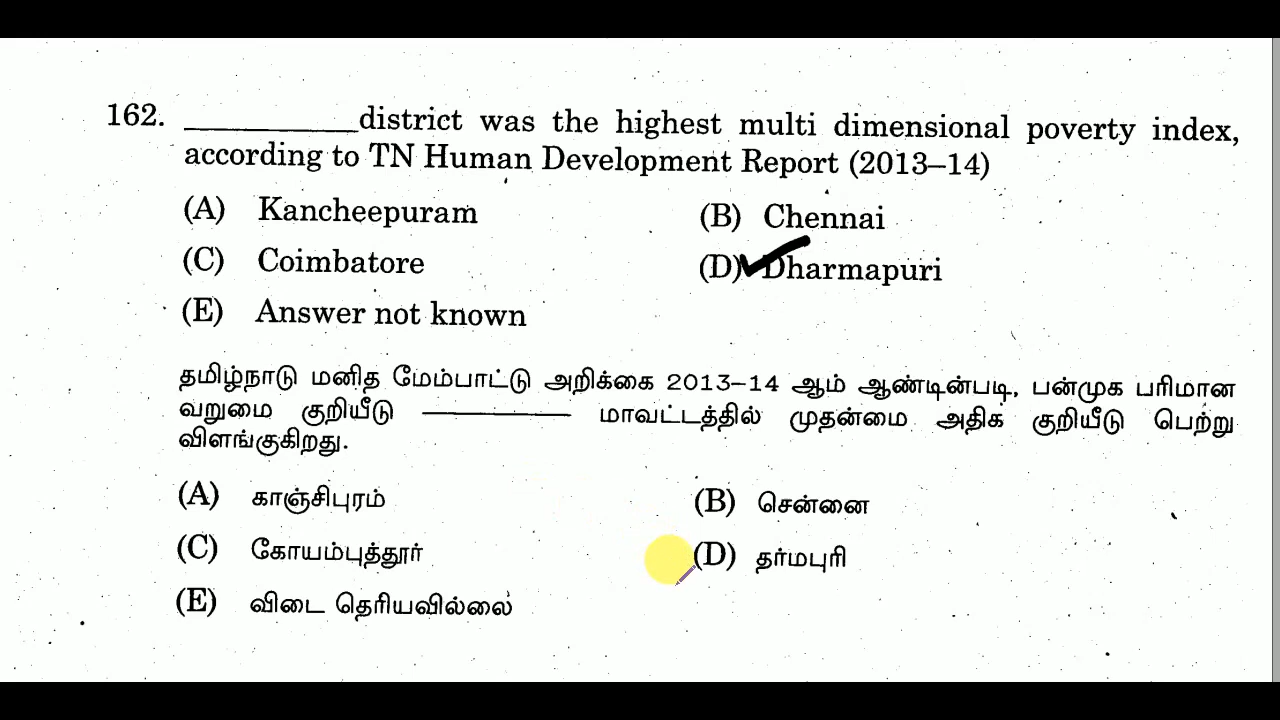 162. __________district was the highest multi dimensional poverty index,
according to TN Human Development Report (2013–14)
(A) Kancheepuram (B) Chennai
(C) Coimbatore (D) Dharmapuri
(E) Answer not known
தமிழ்நாடு மனித மேம்பாட்டு அறிக்கை 2013–14 ஆம் ஆண்டின்படி, பன்முக பரிமான
வறுமை குறியீடு __________ மாவட்டத்தில் முதன்மை அதிக குறியீடு பெற்று
விளங்குகிறது.
(A) காஞ்சிபுரம் (B) சென்னை
(C) கோயம்புத்தூர் (D) தர்மபுரி
(E) விடை தெரியவில்லை